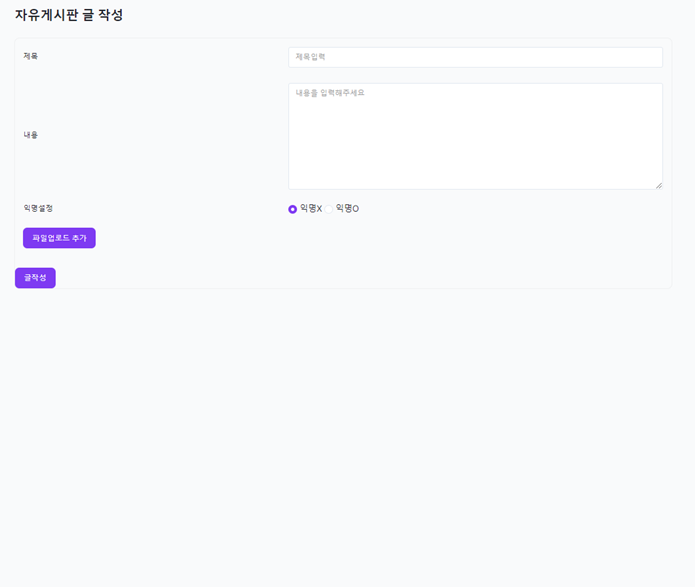 자유게시판 글 작성
제목
제목입력
내용을 입력해주세요
내용
익명설정
익명X 익명O
파일업로드 추가
글작성